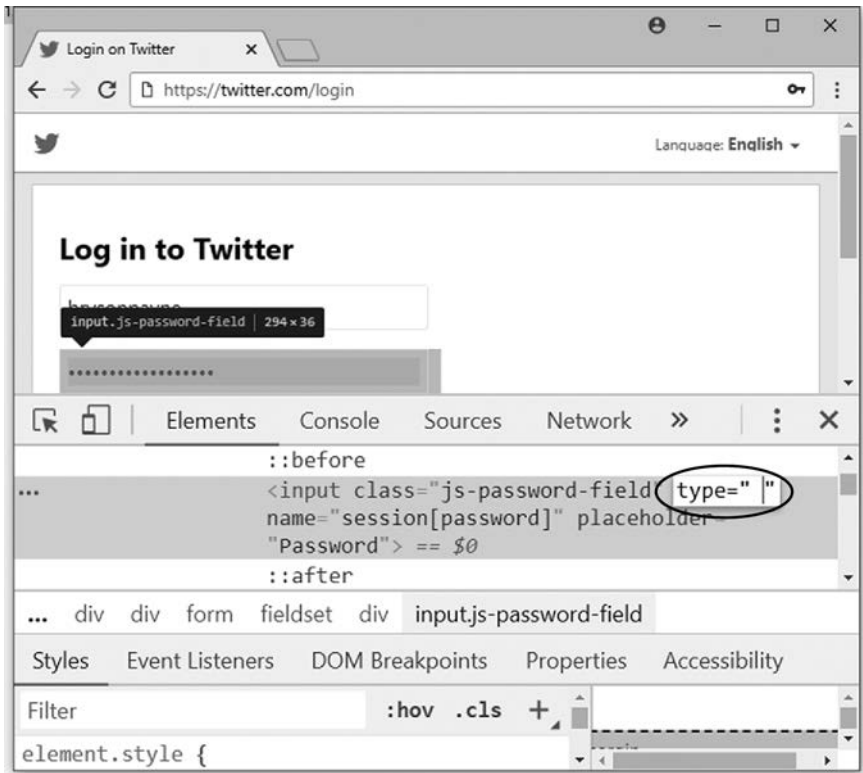 Login on Twitter
https://twitter.com/login
Language: English
Log in to Twitter
input.js-password-field | 294 × 36
••••••••••••••••••
Elements Console Sources Network »
::before
... <input class="js-password-field" type=" "
name="session[password]" placeholder=
"Password"> == $0
::after
... div div form fieldset div input.js-password-field
Styles Event Listeners DOM Breakpoints Properties Accessibility
Filter :hov .cls +
element.style {